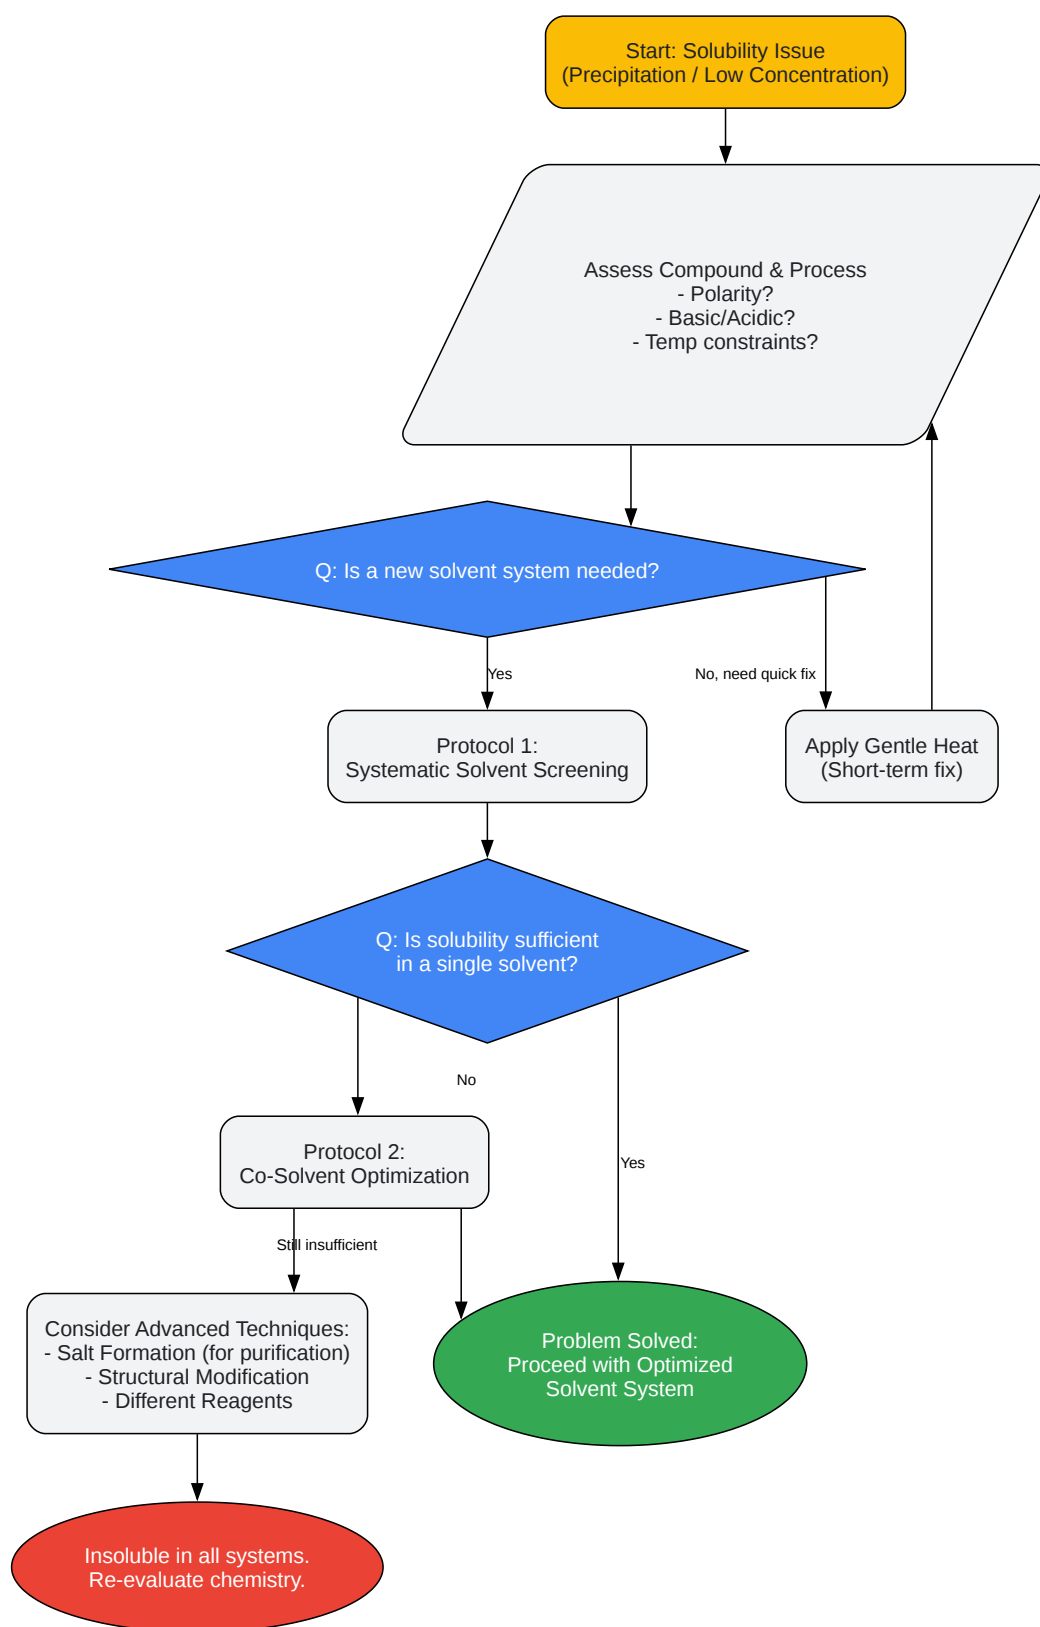 Start: Solubility Issue
(Precipitation / Low Concentration)
Assess Compound & Process
- Polarity?
- Basic/Acidic?
- Temp constraints?
Q: Is a new solvent system needed?
Yes
No, need quick fix
Protocol 1:
Systematic Solvent Screening
Apply Gentle Heat
(Short-term fix)
Q: Is solubility sufficient
in a single solvent?
No
Protocol 2:
Co-Solvent Optimization
Yes
Still insufficient
Consider Advanced Techniques:
- Salt Formation (for purification)
- Structural Modification
- Different Reagents
Problem Solved:
Proceed with Optimized
Solvent System
Insoluble in all systems.
Re-evaluate chemistry.